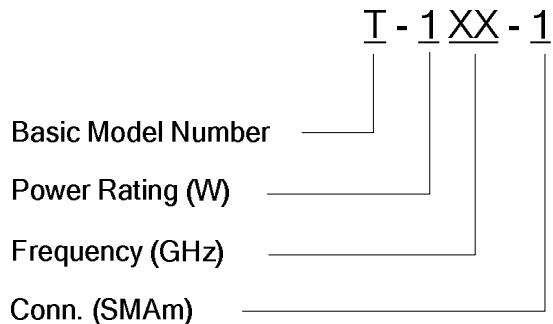 T - 1 XX - 1
Basic Model Number
Power Rating (W)
Frequency (GHz)
Conn. (SMAm)